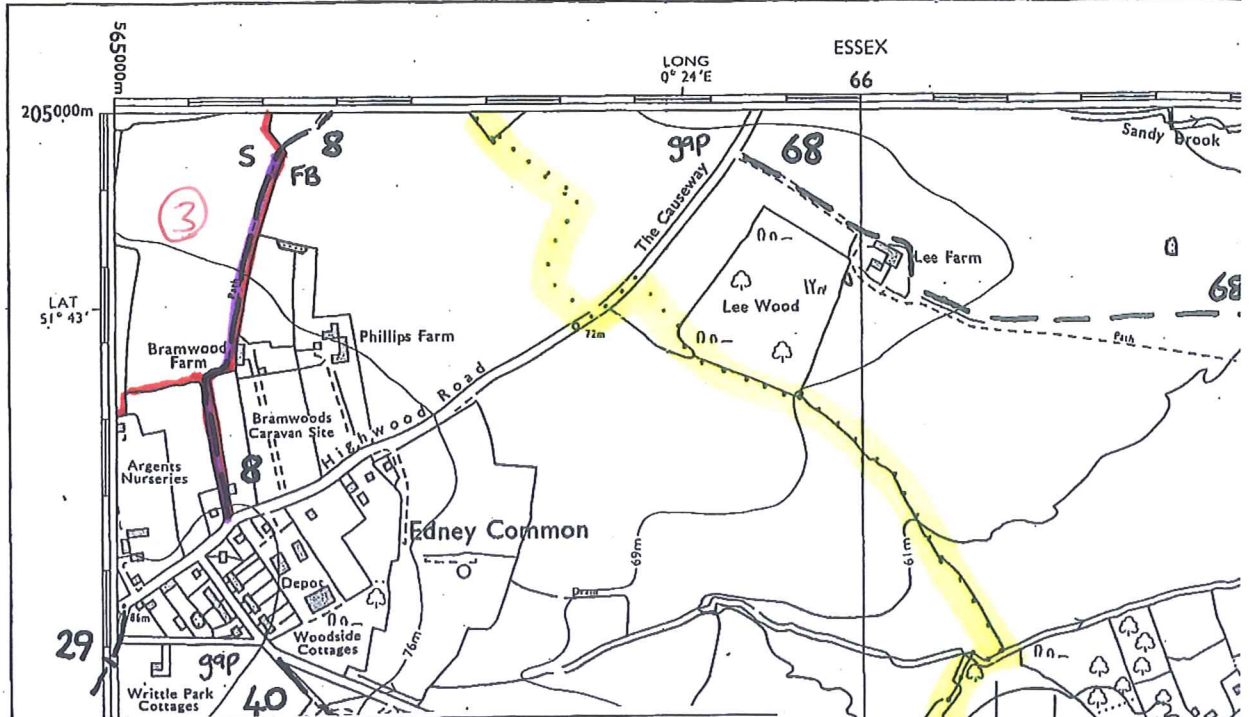 ESSEX
565000m
LONG
0° 24'E
66
205000m
Sandy Brook
S
8
FB
gap
68
3
The Causeway
Path
Lee Farm
Lee Wood
68
LAT
51° 43'
72m
Phillips Farm
Bramwood
Farm
Path
Highwood Road
Bramwoods
Caravan Site
Argents
Nurseries
8
Edney Common
69m
61m
Depot
Drain
86m
Woodside
Cottages
76m
29
gap
Writtle Park
Cottages
40